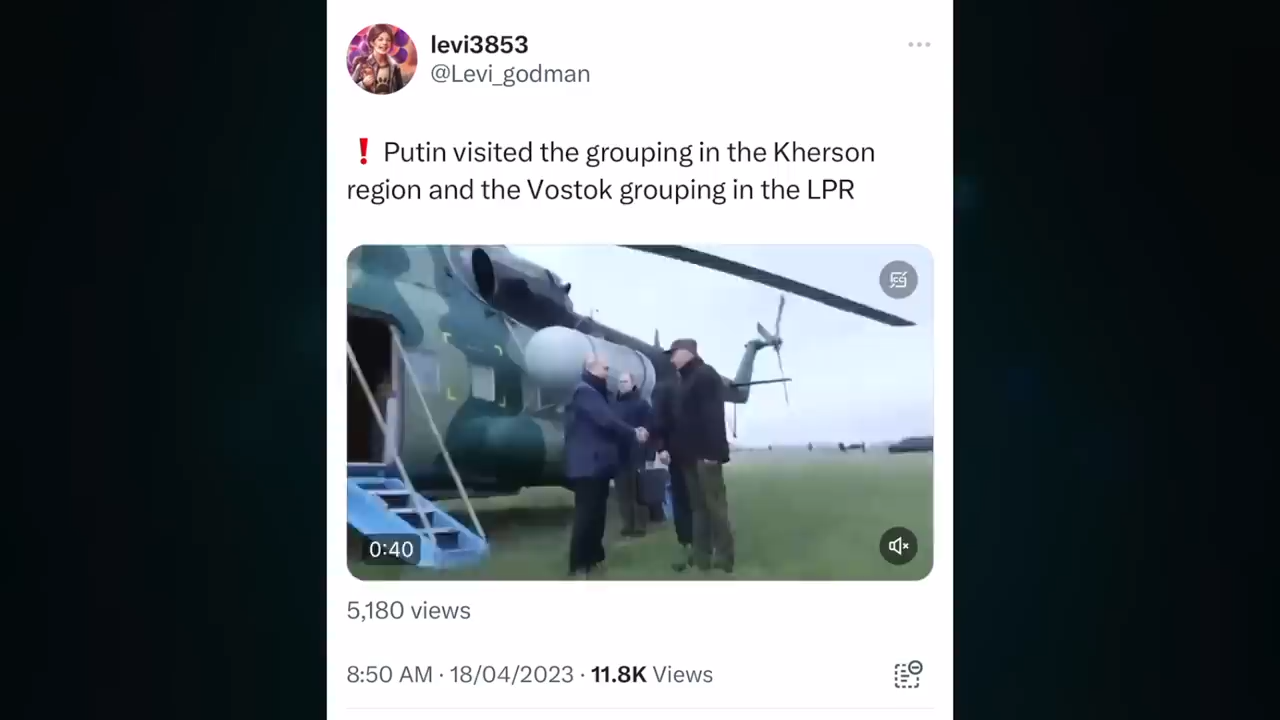 levi3853
@Levi_godman
❗ Putin visited the grouping in the Kherson
region and the Vostok grouping in the LPR
0:40
5,180 views
8:50 AM · 18/04/2023 · 11.8K Views